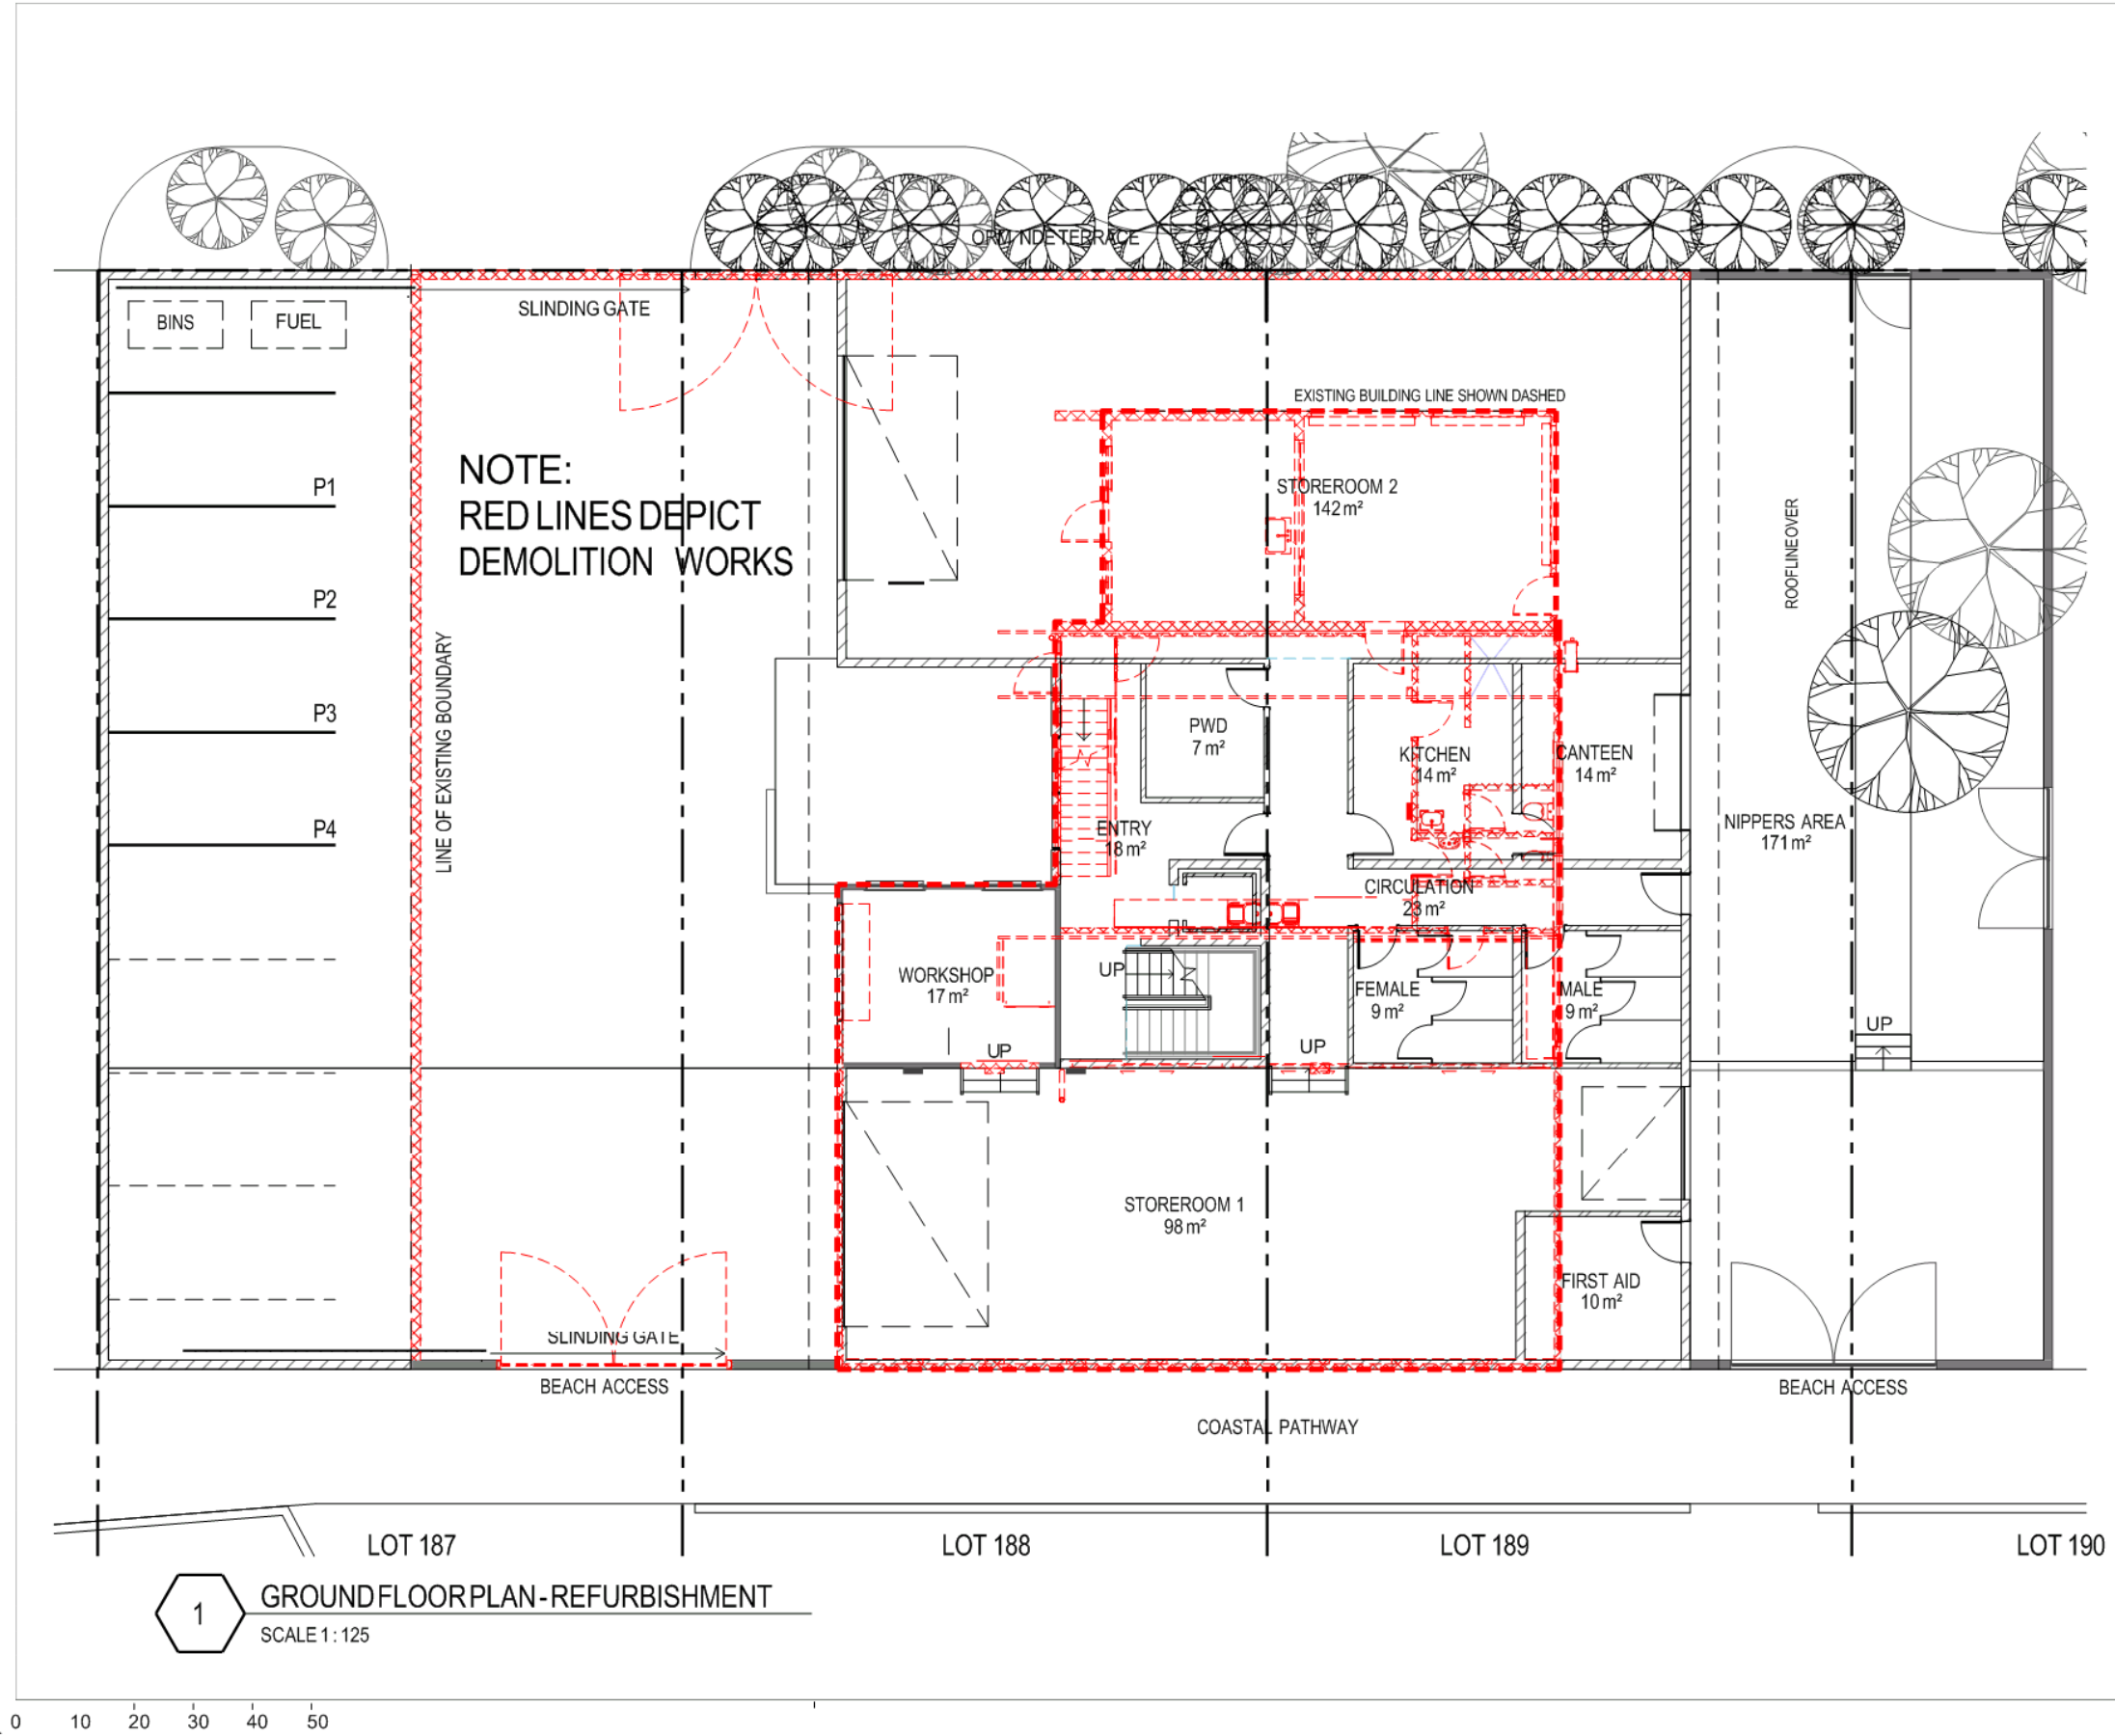 ORM NDE TERRACE
SLINDING GATE
BINS
FUEL
EXISTING BUILDING LINE SHOWN DASHED
NOTE:
RED LINES DEPICT
DEMOLITION WORKS
P1
STOREROOM 2
142 m²
ROOFLINE OVER
P2
LINE OF EXISTING BOUNDARY
P3
PWD
7 m²
KITCHEN
14 m²
CANTEEN
14 m²
P4
ENTRY
18 m²
NIPPERS AREA
171 m²
CIRCULATION
23 m²
WORKSHOP
17 m²
UP
FEMALE
9 m²
MALE
9 m²
UP
UP
UP
STOREROOM 1
98 m²
FIRST AID
10 m²
SLINDING GATE
BEACH ACCESS
BEACH ACCESS
COASTAL PATHWAY
LOT 187
LOT 188
LOT 189
LOT 190
1
GROUND FLOOR PLAN - REFURBISHMENT
SCALE 1 : 125
0 10 20 30 40 50